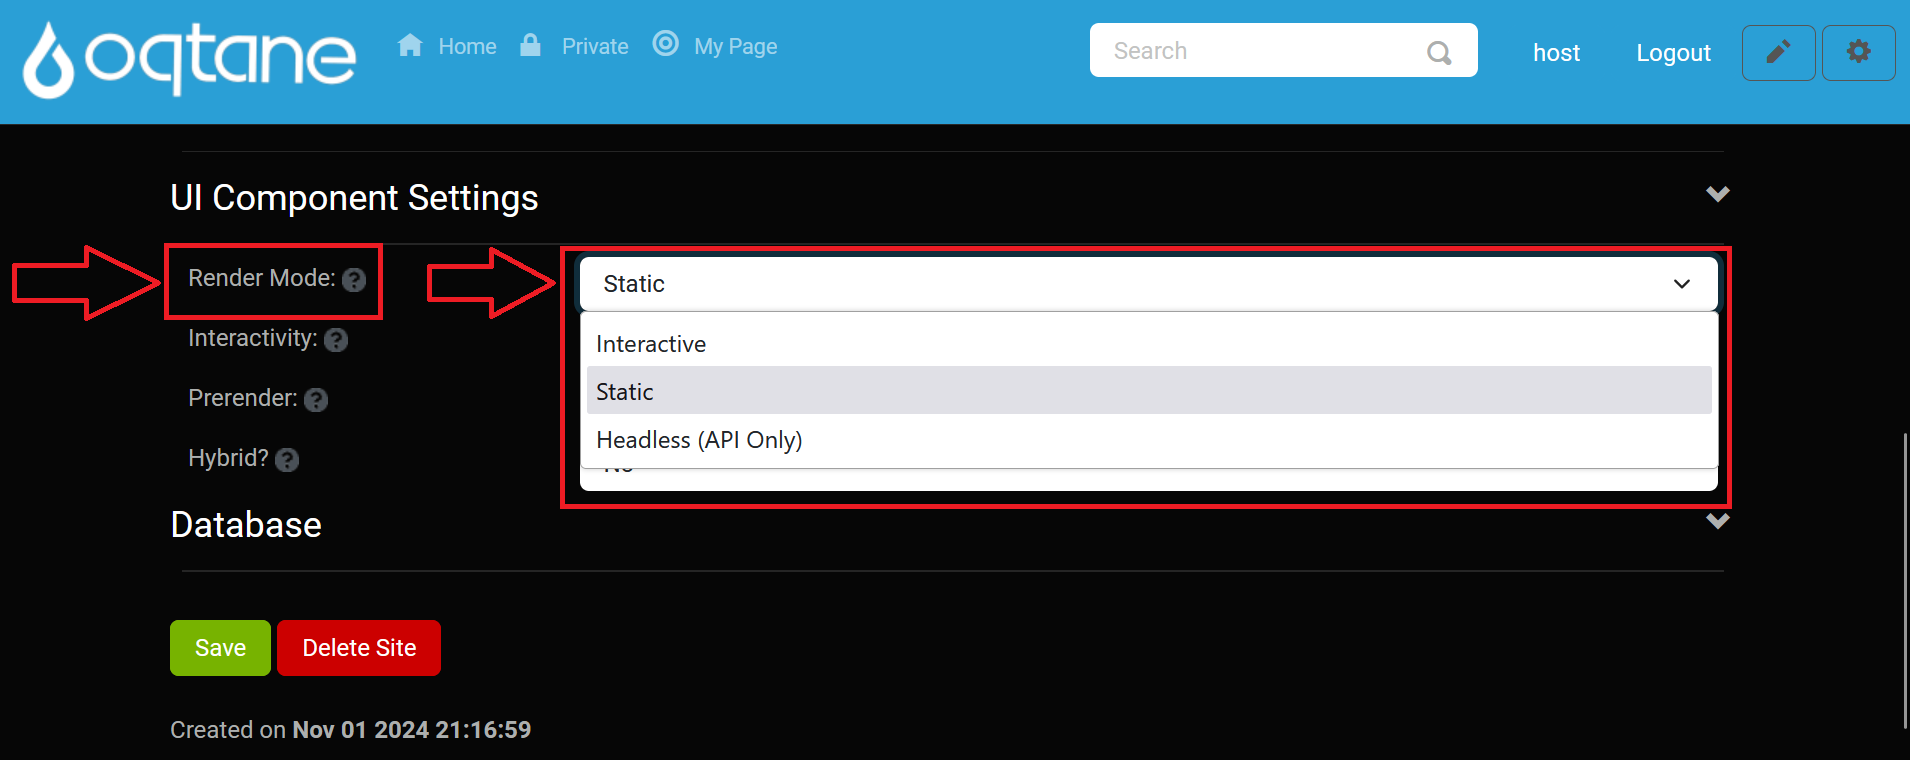 oqtane Home Private My Page Search host Logout
UI Component Settings
Render Mode: ? Static
Interactive
Interactivity: ?
Static
Prerender: ?
Headless (API Only)
Hybrid? ?
No
Database
Save Delete Site
Created on Nov 01 2024 21:16:59